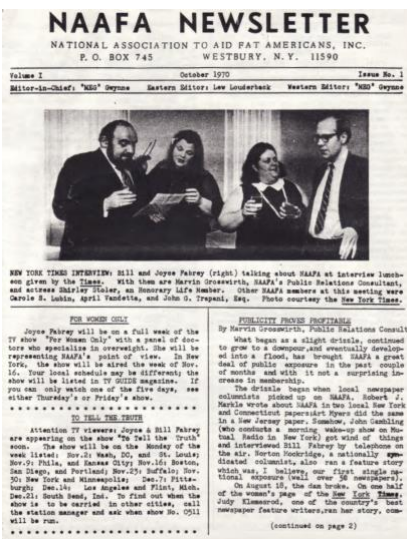 NAAFA NEWSLETTER
NATIONAL ASSOCIATION TO AID FAT AMERICANS, INC.
P. O. BOX 745 WESTBURY, N. Y. 11590
Volume I October 1970 Issue No. 1
Editor-in-Chief: "MEG" Gwynne Eastern Editor: Lew Louderback Western Editor: "MEG" Gwynne
NEW YORK TIMES INTERVIEW: Bill and Joyce Fabrey (right) talking about NAAFA at interview lunch-
eon given by the Times. With them are Marvin Grosswirth, NAAFA's Public Relations Consultant,
and actress Shirley Stoler, an Honorary Life Member. Other NAAFA members at this meeting were
Carole S. Lubin, April Vendetta, and John G. Trapani, Esq. Photo courtesy the New York Times.
FOR WOMEN ONLY
Joyce Fabrey will be on a full week of the
TV show "For Women Only" with a panel of doc-
tors who specialize in overweight. She will be
representing NAAFA's point of view. In New
York, the show will be aired the week of Nov.
16. Your local schedule may be different; the
show will be listed in TV GUIDE magazine. If
you can only watch one of the five days, see
either Thursday's or Friday's show.
TO TELL THE TRUTH
Attention TV viewers: Joyce & Bill Fabrey
are appearing on the show "To Tell the Truth"
soon. The show will be on the Monday of the
week listed: Nov.2: Wash, DC, and St. Louis;
Nov.9: Phila, and Kansas City; Nov.16: Boston,
San Diego, and Portland; Nov.23: Buffalo; Nov.
30: New York and Minneapolis; Dec.7: Pitts-
burgh; Dec.14: Los Angeles and Flint, Mich.
Dec.21: South Bend, Ind. To find out when the
show is to be carried in other cities, call
the station manager and ask when show No. 0511
will be run.
PUBLICITY PROVES PROFITABLE
By Marvin Grosswirth, Public Relations Consult
What began as a slight drizzle, continued
to grow to a downpour, and eventually develop-
ed into a flood, has brought NAAFA a great
deal of public exposure in the past couple
of months and with it not a surprising in-
crease in membership.
The drizzle began when local newspaper
columnists picked up on NAAFA. Robert J.
Markle wrote about NAAFA in two local New York
and Connecticut papers; Art Myers did the same
in a New Jersey paper. Somehow, John Gambling
(who conducts a morning wake-up show on Mu-
tual Radio in New York) got wind of things
and interviewed Bill Fabrey by telephone on
the air. Norton Mockridge, a nationally syn-
dicated columnist, also ran a feature story
which was, I believe, our first single na-
tional exposure (well over 50 newspapers).
On August 18, the dam broke. On one half
of the women's page of the New York Times,
Judy Klemesrud, one of the country's best
newspaper feature writers, ran her story, com-
(continued on page 2)